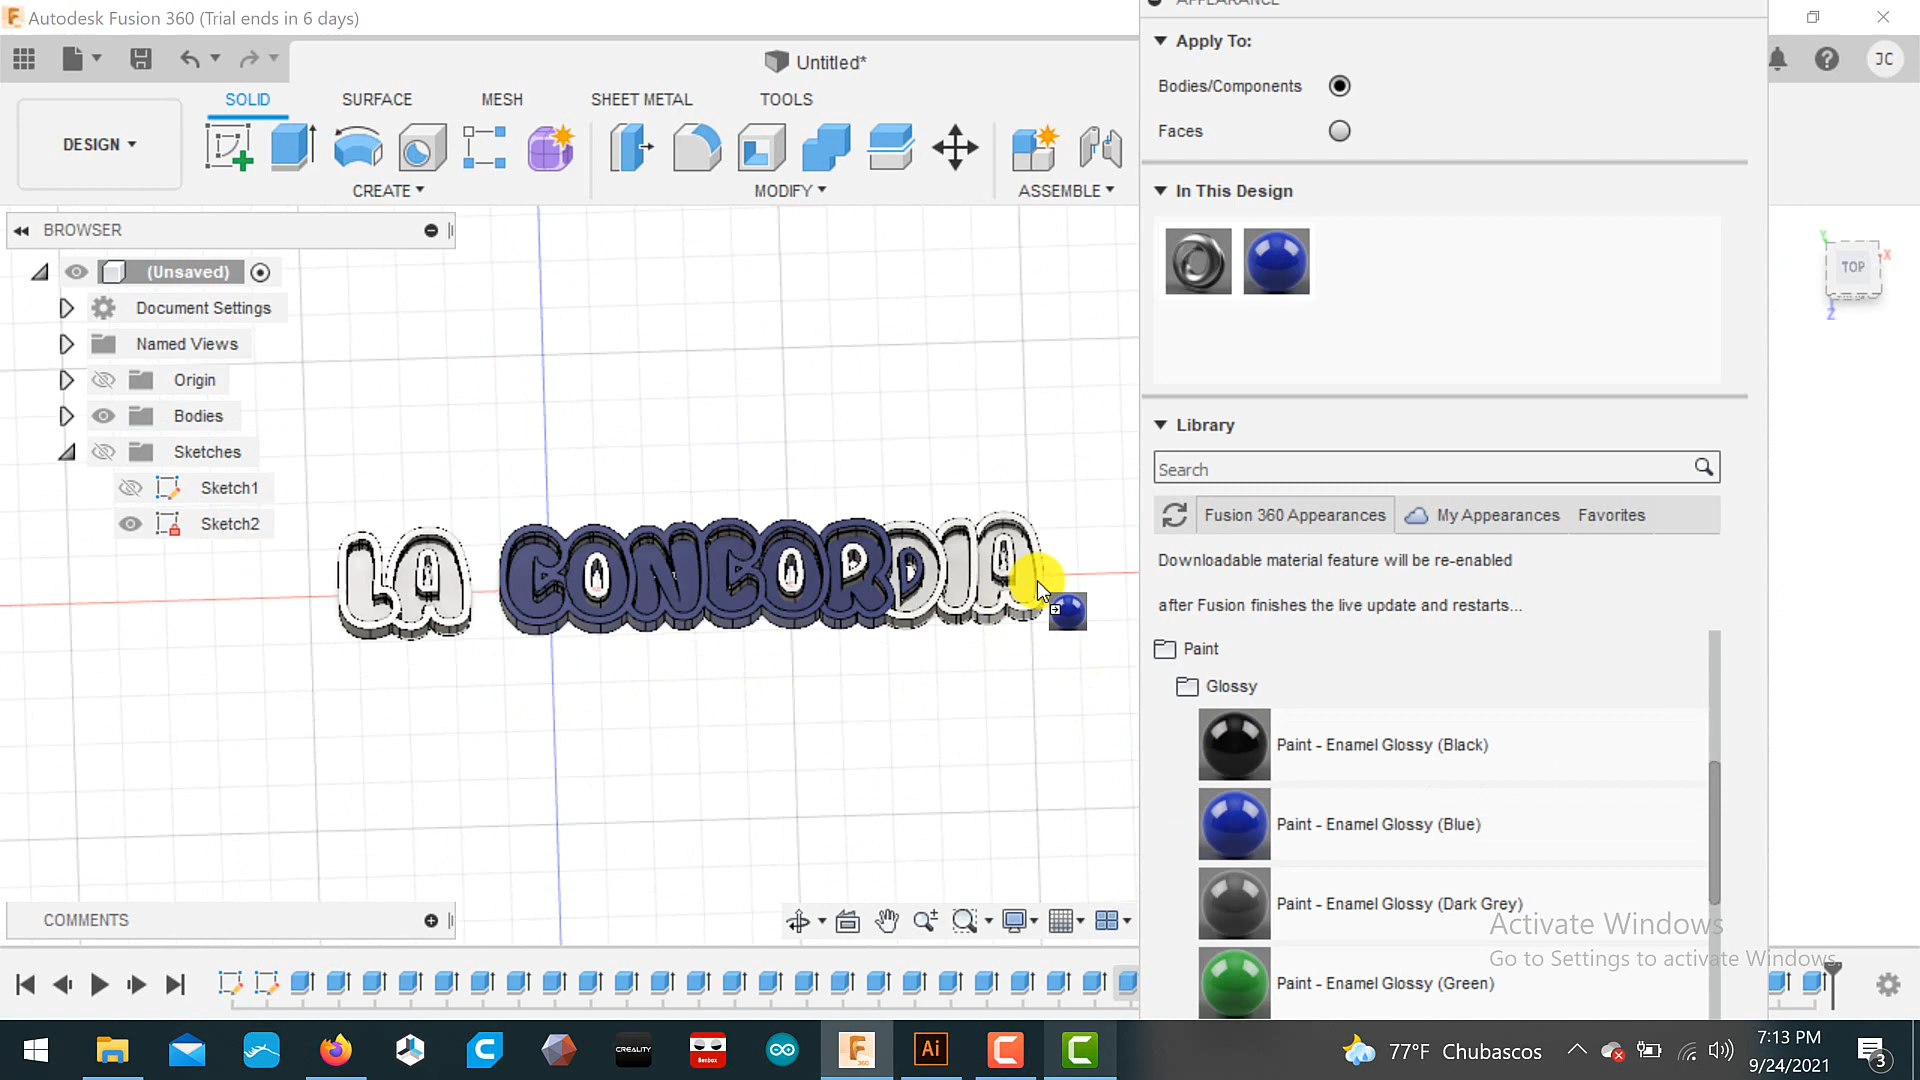 Autodesk Fusion 360 (Trial ends in 6 days)
APPEARANCE
Untitled*
JC
DESIGN
SOLID
SURFACE
MESH
SHEET METAL
TOOLS
CREATE
MODIFY
ASSEMBLE
BROWSER
(Unsaved)
Document Settings
Named Views
Origin
Bodies
Sketches
Sketch1
Sketch2
LA CONCORDIA
Apply To:
Bodies/Components
Faces
In This Design
Library
Search
Fusion 360 Appearances
My Appearances
Favorites
Downloadable material feature will be re-enabled
after Fusion finishes the live update and restarts...
Paint
Glossy
Paint - Enamel Glossy (Black)
Paint - Enamel Glossy (Blue)
Paint - Enamel Glossy (Dark Grey)
Paint - Enamel Glossy (Green)
Y
X
TOP
Z
Activate Windows
Go to Settings to activate Windows.
COMMENTS
CREALITY
Benbox
F
360
Ai
C
C
77°F Chubascos
7:13 PM
9/24/2021
3